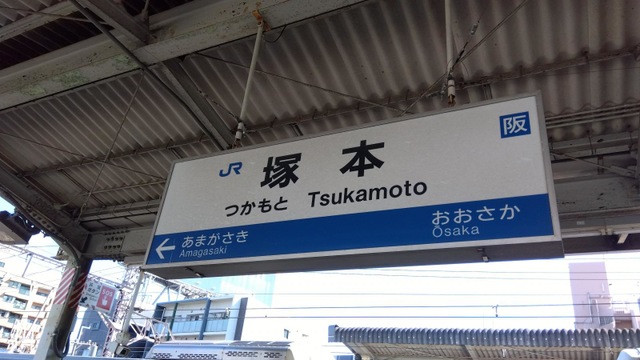 阪
JR 塚本
つかもと Tsukamoto
← あまがさき おおさか
Amagasaki Ōsaka